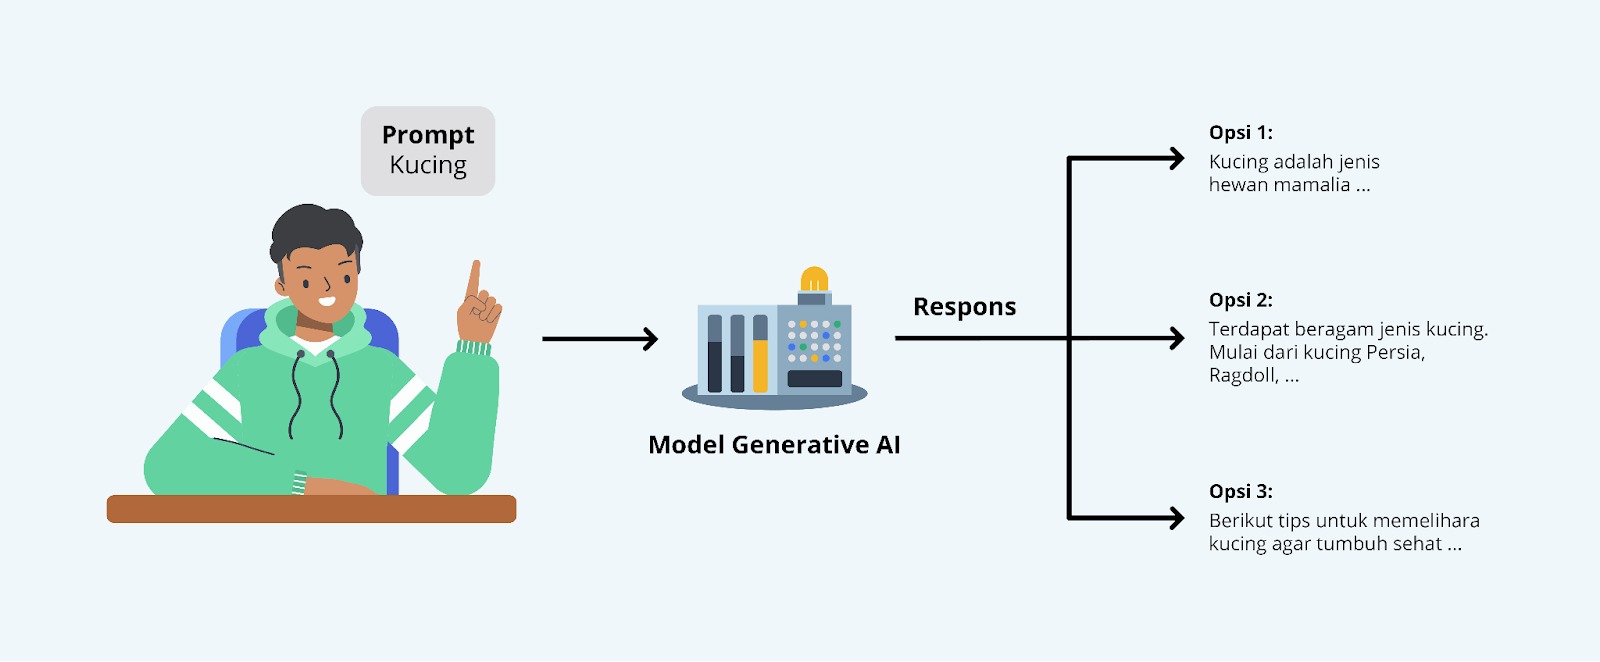 Prompt
Kucing
Model Generative AI
Respons
Opsi 1:
Kucing adalah jenis
hewan mamalia ...
Opsi 2:
Terdapat beragam jenis kucing.
Mulai dari kucing Persia,
Ragdoll, ...
Opsi 3:
Berikut tips untuk memelihara
kucing agar tumbuh sehat ...